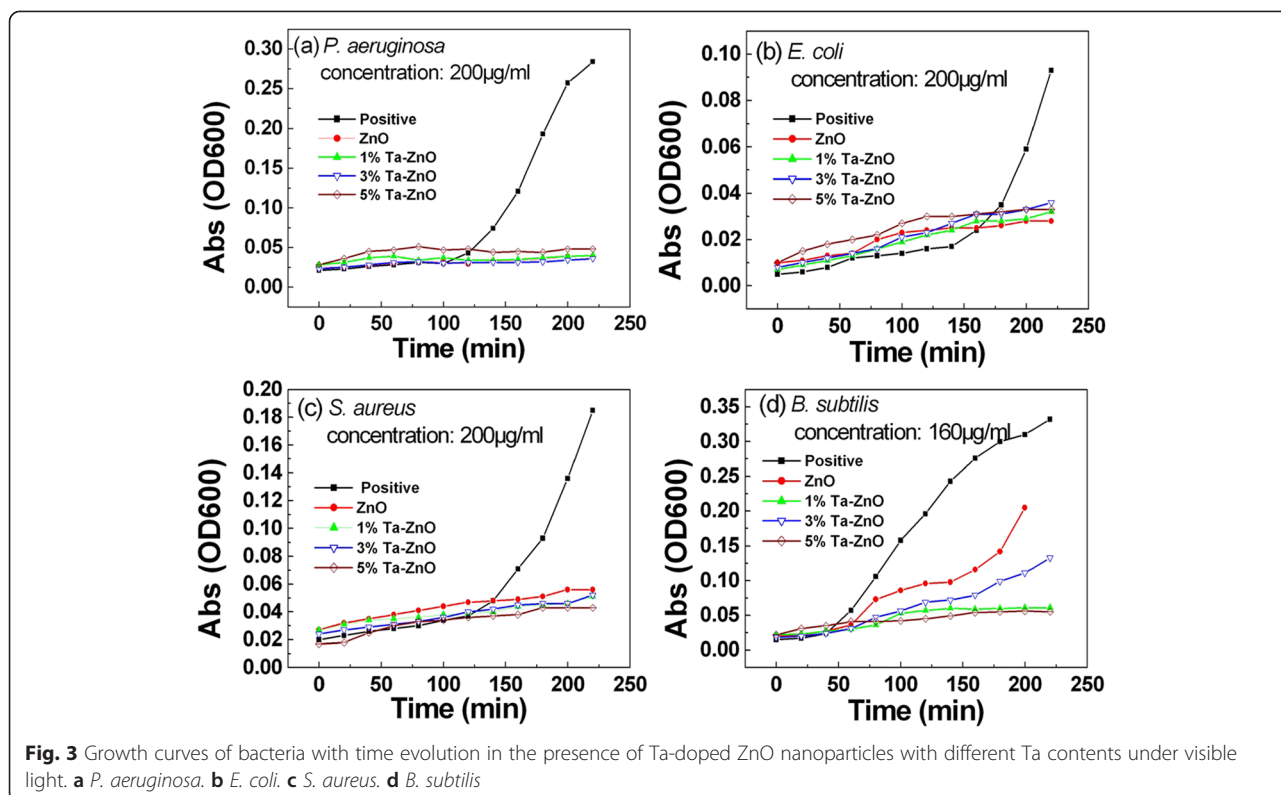 (a) P. aeruginosa
concentration: 200µg/ml
Positive
ZnO
1% Ta-ZnO
3% Ta-ZnO
5% Ta-ZnO
Abs (OD600)
0.30
0.25
0.20
0.15
0.10
0.05
0.00
0 50 100 150 200 250
Time (min)
(b) E. coli
concentration: 200µg/ml
Positive
ZnO
1% Ta-ZnO
3% Ta-ZnO
5% Ta-ZnO
Abs (OD600)
0.10
0.08
0.06
0.04
0.02
0.00
0 50 100 150 200 250
Time (min)
(c) S. aureus
concentration: 200µg/ml
Positive
ZnO
1% Ta-ZnO
3% Ta-ZnO
5% Ta-ZnO
Abs (OD600)
0.20
0.18
0.16
0.14
0.12
0.10
0.08
0.06
0.04
0.02
0.00
0 50 100 150 200 250
Time (min)
(d) B. subtilis
concentration: 160µg/ml
Positive
ZnO
1% Ta-ZnO
3% Ta-ZnO
5% Ta-ZnO
Abs (OD600)
0.35
0.30
0.25
0.20
0.15
0.10
0.05
0.00
0 50 100 150 200 250
Time (min)
Fig. 3 Growth curves of bacteria with time evolution in the presence of Ta-doped ZnO nanoparticles with different Ta contents under visible
light. a P. aeruginosa. b E. coli. c S. aureus. d B. subtilis